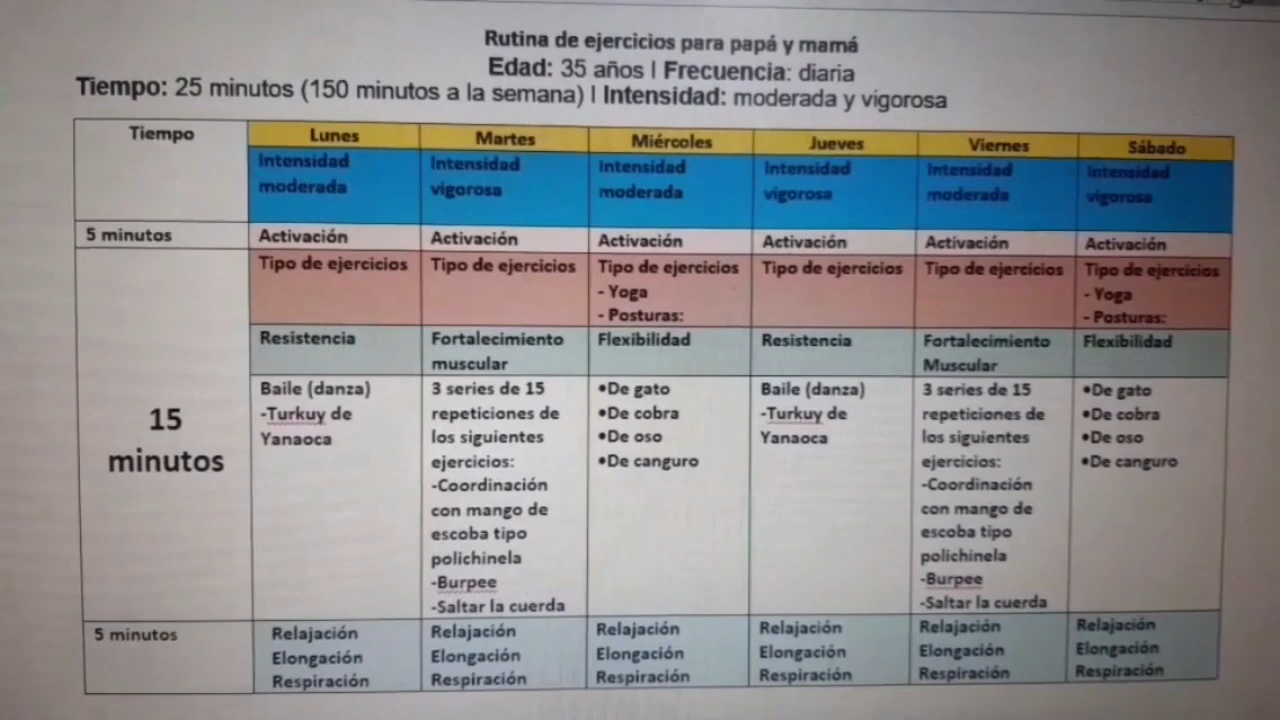 Rutina de ejercicios para papá y mamá
Edad: 35 años | Frecuencia: diaria
Tiempo: 25 minutos (150 minutos a la semana) | Intensidad: moderada y vigorosa
Tiempo
Lunes
Martes
Miércoles
Jueves
Viernes
Sábado
Intensidad
moderada
Intensidad
vigorosa
Intensidad
moderada
Intensidad
vigorosa
Intensidad
moderada
Intensidad
vigorosa
5 minutos
Activación
Activación
Activación
Activación
Activación
Activación
15
minutos
Tipo de ejercicios
Tipo de ejercicios
Tipo de ejercicios
- Yoga
- Posturas:
Tipo de ejercicios
Tipo de ejercicios
Tipo de ejercicios
- Yoga
- Posturas:
Resistencia
Fortalecimiento
muscular
Flexibilidad
Resistencia
Fortalecimiento
Muscular
Flexibilidad
Baile (danza)
-Turkuy de
Yanaoca
3 series de 15
repeticiones de
los siguientes
ejercicios:
-Coordinación
con mango de
escoba tipo
polichinela
-Burpee
-Saltar la cuerda
•De gato
•De cobra
•De oso
•De canguro
Baile (danza)
-Turkuy de
Yanaoca
3 series de 15
repeticiones de
los siguientes
ejercicios:
-Coordinación
con mango de
escoba tipo
polichinela
-Burpee
-Saltar la cuerda
•De gato
•De cobra
•De oso
•De canguro
5 minutos
Relajación
Elongación
Respiración
Relajación
Elongación
Respiración
Relajación
Elongación
Respiración
Relajación
Elongación
Respiración
Relajación
Elongación
Respiración
Relajación
Elongación
Respiración